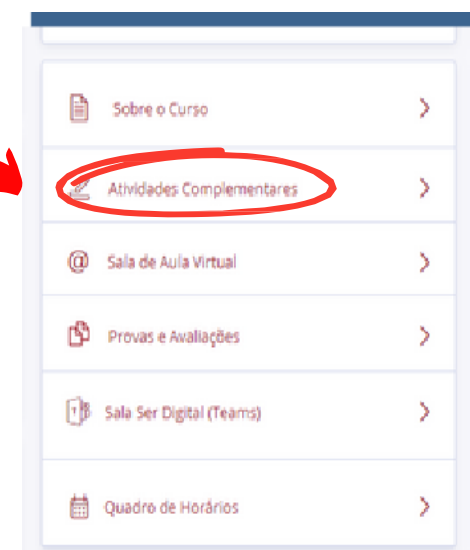 Sobre o Curso
Atividades Complementares
Sala de Aula Virtual
Provas e Avaliações
Sala Ser Digital (Teams)
Quadro de Horários